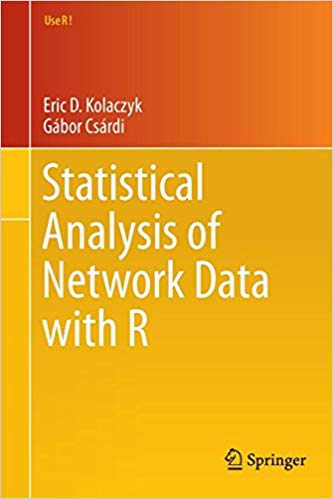 Use R!
Eric D. Kolaczyk
Gábor Csárdi
Statistical
Analysis of
Network Data
with R
Springer